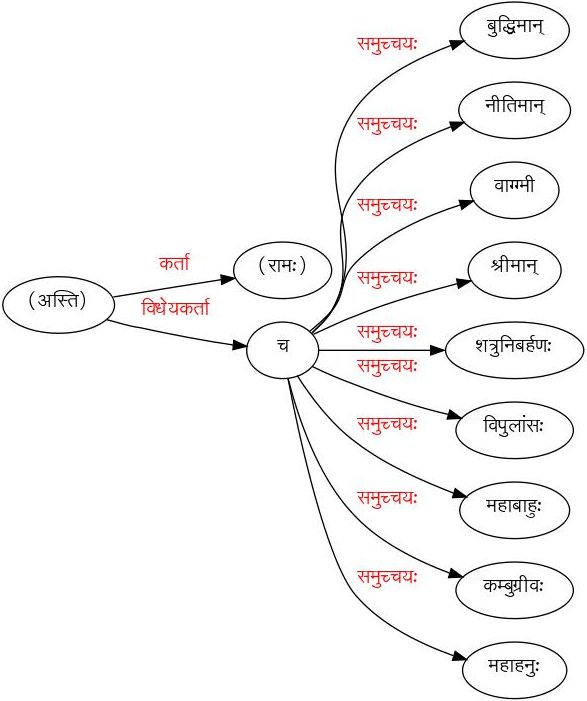 बुद्धिमान्
समुच्चयः
नीतिमान्
समुच्चयः
वाग्ग्मी
समुच्चयः
(रामः)
श्रीमान्
कर्ता
समुच्चयः
(अस्ति)
विधेयकर्ता
समुच्चयः
च
शत्रुनिबर्हणः
समुच्चयः
विपुलांसः
समुच्चयः
महाबाहुः
समुच्चयः
कम्बुग्रीवः
समुच्चयः
महाहनुः